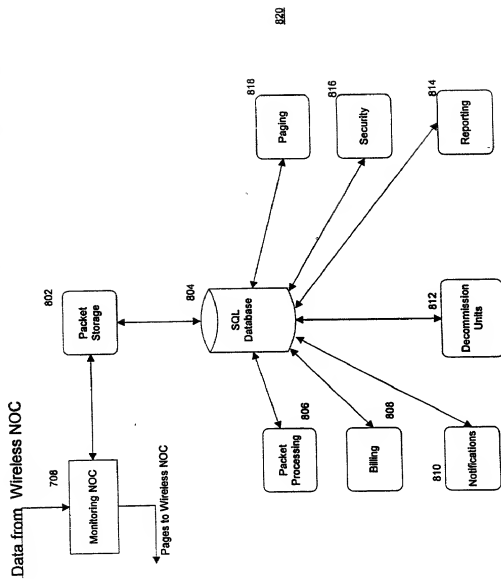 Data from Wireless NOC
708
Monitoring NOC
Pages to Wireless NOC
802
Packet
Storage
804
SQL
Database
806
Packet
Processing
808
Billing
810
Notifications
812
Decommission
Units
814
Reporting
816
Security
818
Paging
820